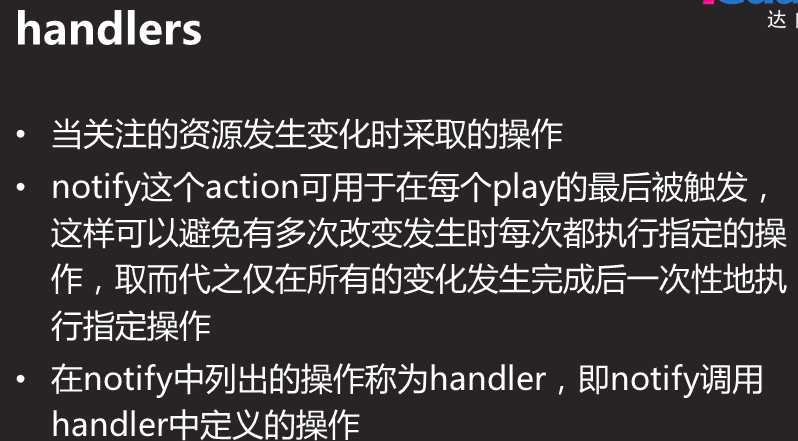 handlers
达
• 当关注的资源发生变化时采取的操作
• notify这个action可用于在每个play的最后被触发，
这样可以避免有多次改变发生时每次都执行指定的操
作，取而代之仅在所有的变化发生完成后一次性地执
行指定操作
• 在notify中列出的操作称为handler，即notify调用
handler中定义的操作